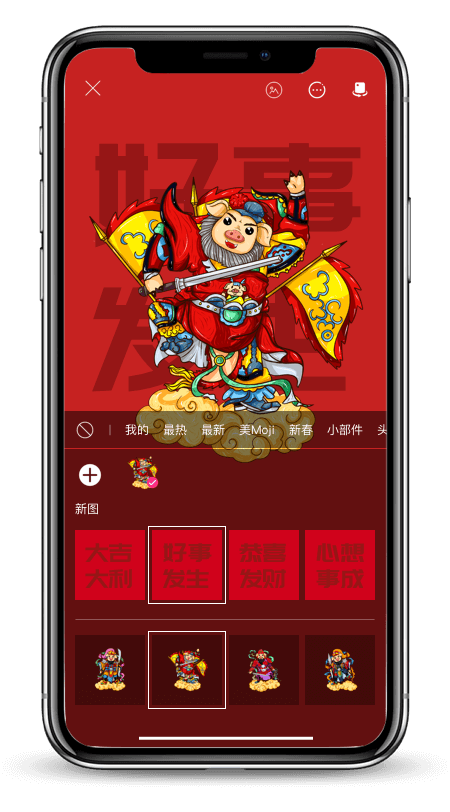 好事
发生
我的 最热 最新 美Moji 新春 小部件 头
新图
大吉 好事 恭喜 心想
大利 发生 发财 事成